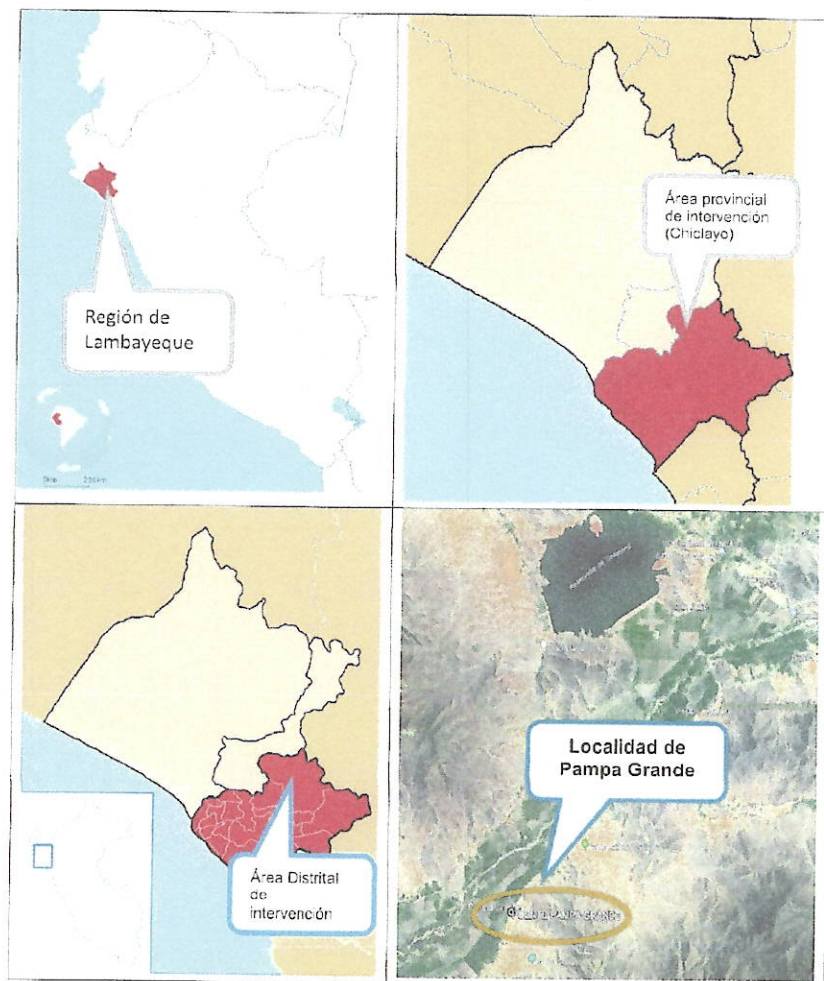 Región de
Lambayeque
Área provincial
de intervención
(Chiclayo)
Área Distrital
de
intervención
Localidad de
Pampa Grande